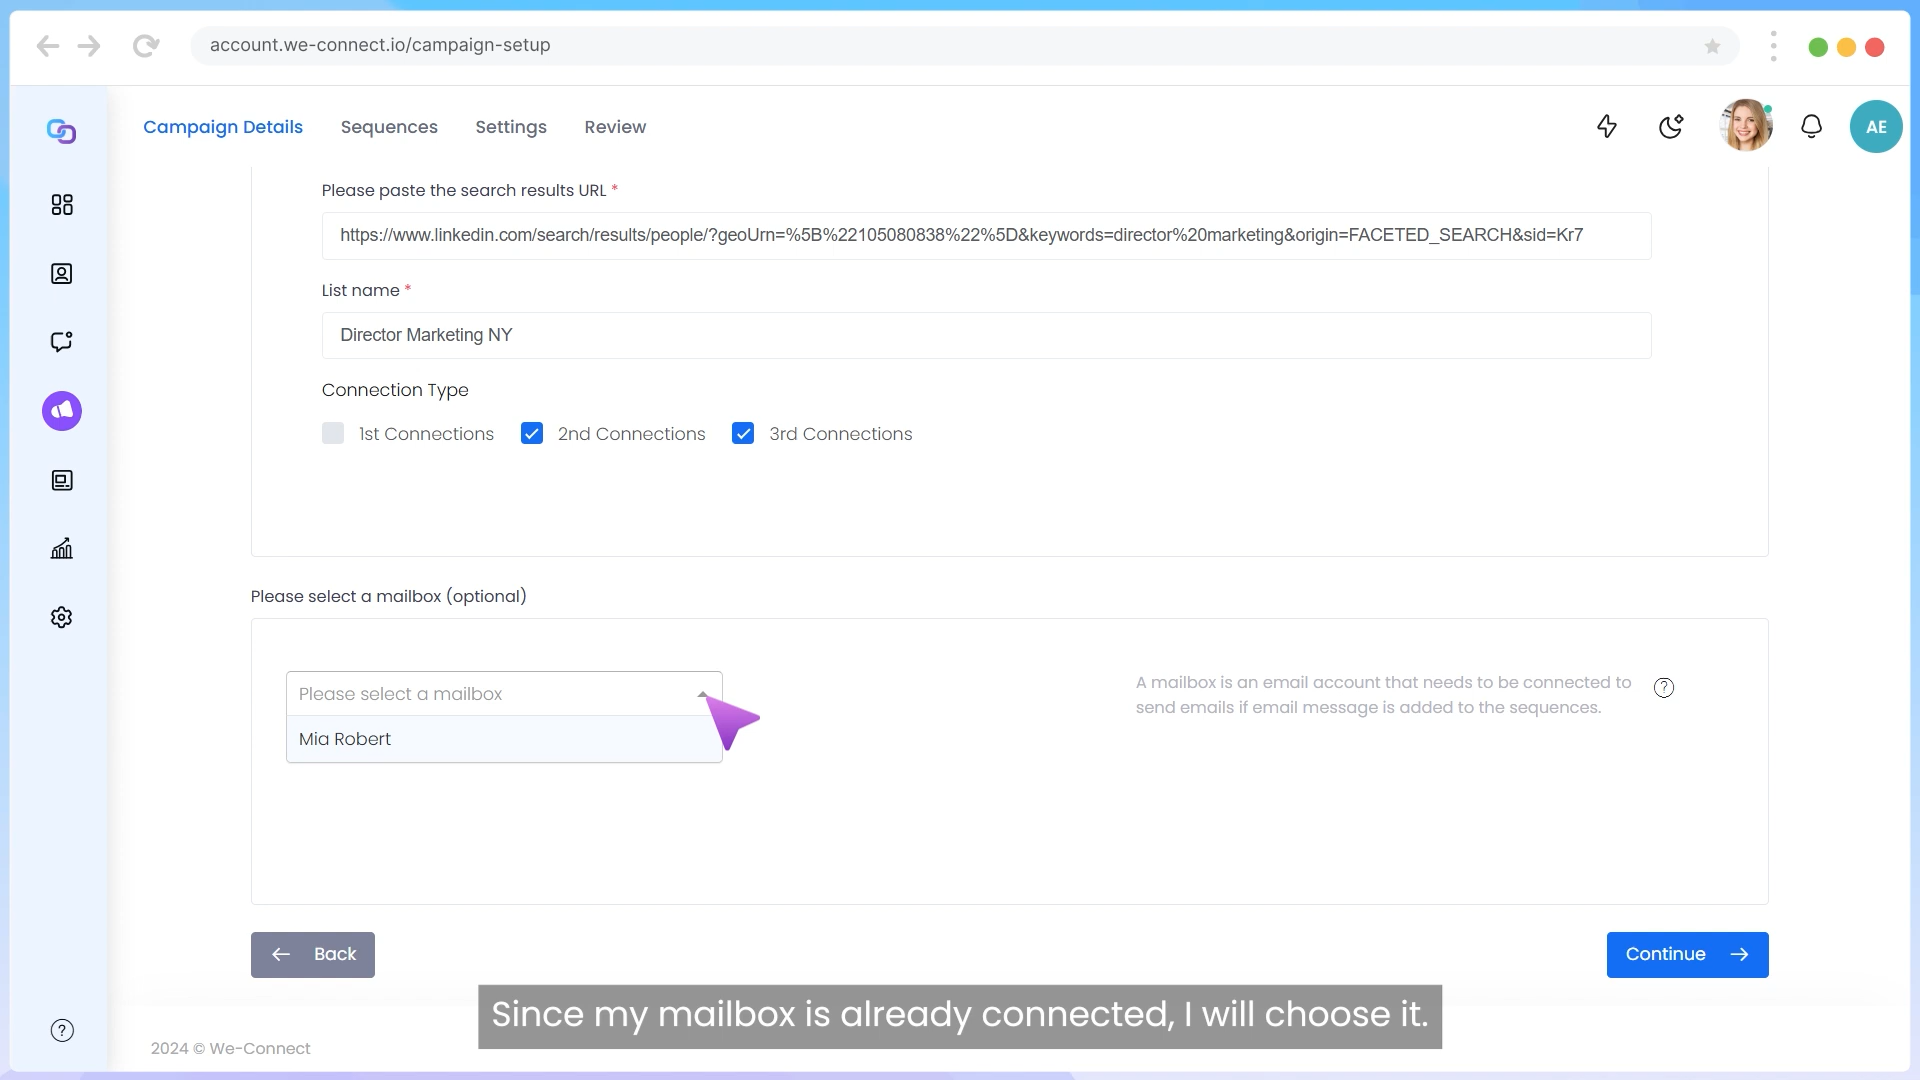 account.we-connect.io/campaign-setup
Campaign Details
Sequences
Settings
Review
AE
Please paste the search results URL *
https://www.linkedin.com/search/results/people/?geoUrn=%5B%22105080838%22%5D&keywords=director%20marketing&origin=FACETED_SEARCH&sid=Kr7
List name *
Director Marketing NY
Connection Type
1st Connections
2nd Connections
3rd Connections
Please select a mailbox (optional)
Please select a mailbox
Mia Robert
A mailbox is an email account that needs to be connected to
send emails if email message is added to the sequences.
?
Back
Continue
Since my mailbox is already connected, I will choose it.
?
2024 © We-Connect